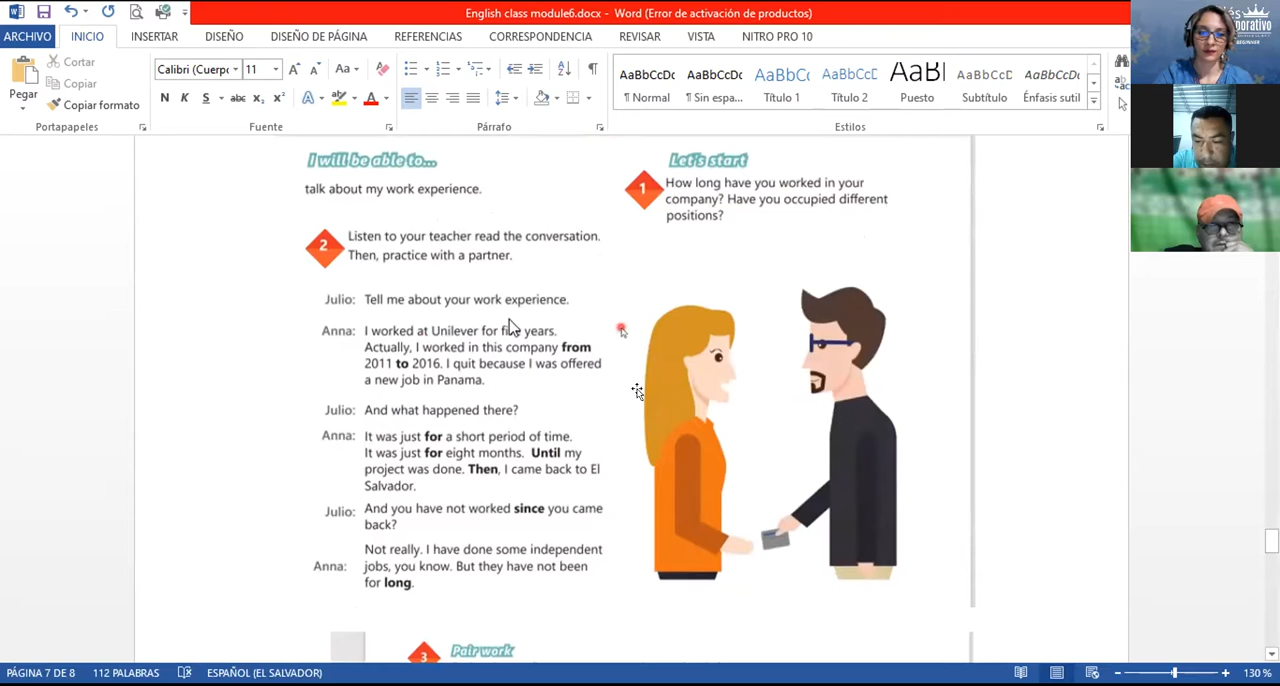 English class module6.docx - Word (Error de activación de productos)
ARCHIVO INICIO INSERTAR DISEÑO DISEÑO DE PÁGINA REFERENCIAS CORRESPONDENCIA REVISAR VISTA NITRO PRO 10
Pegar
Cortar
Copiar
Copiar formato
Portapapeles
Calibri (Cuerpo 11
Aa
N K S abc x₂ x²
Fuente
Párrafo
AaBbCcDc AaBbCcDc AaBbC( AaBbCcD AaBI AaBbCcD AaBbCcDc
¶ Normal ¶ Sin espa... Título 1 Título 2 Puesto Subtítulo Énfasis sutil
Estilos
BEGINNER
I will be able to...
talk about my work experience.
Let's start
1 How long have you worked in your
company? Have you occupied different
positions?
2 Listen to your teacher read the conversation.
Then, practice with a partner.
Julio: Tell me about your work experience.
Anna: I worked at Unilever for five years.
Actually, I worked in this company from
2011 to 2016. I quit because I was offered
a new job in Panama.
Julio: And what happened there?
Anna: It was just for a short period of time.
It was just for eight months. Until my
project was done. Then, I came back to El
Salvador.
Julio: And you have not worked since you came
back?
Anna: Not really. I have done some independent
jobs, you know. But they have not been
for long.
3 Pair work
PÁGINA 7 DE 8 112 PALABRAS ESPAÑOL (EL SALVADOR) 130 %